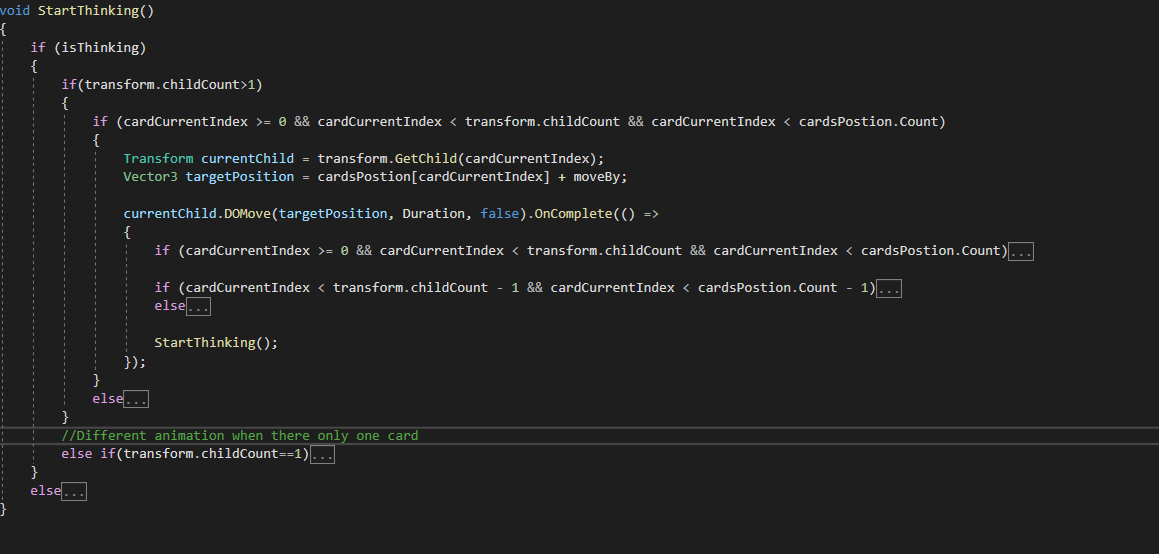 void StartThinking()
{
    if (isThinking)
    {
        if(transform.childCount>1)
        {
            if (cardCurrentIndex >= 0 && cardCurrentIndex < transform.childCount && cardCurrentIndex < cardsPostion.Count)
            {
                Transform currentChild = transform.GetChild(cardCurrentIndex);
                Vector3 targetPosition = cardsPostion[cardCurrentIndex] + moveBy;

                currentChild.DOMove(targetPosition, Duration, false).OnComplete(() =>
                {
                    if (cardCurrentIndex >= 0 && cardCurrentIndex < transform.childCount && cardCurrentIndex < cardsPostion.Count)...

                    if (cardCurrentIndex < transform.childCount - 1 && cardCurrentIndex < cardsPostion.Count - 1)...
                    else...

                    StartThinking();
                });
            }
            else...
        }
        //Different animation when there only one card
        else if(transform.childCount==1)...
    }
    else...
}